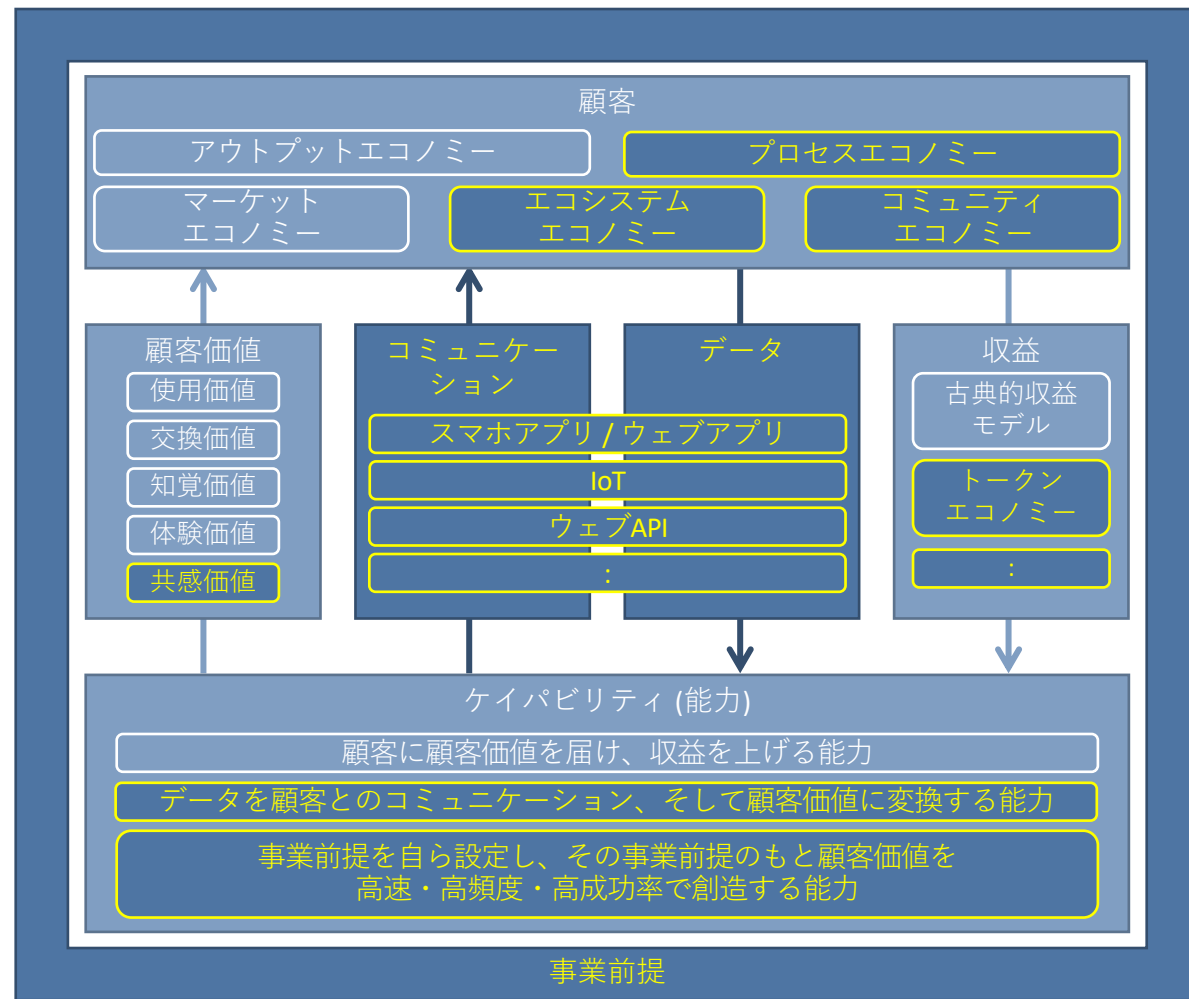 顧客
アウトプットエコノミー
プロセスエコノミー
マーケット
エコノミー
エコシステム
エコノミー
コミュニティ
エコノミー
顧客価値
使用価値
交換価値
知覚価値
体験価値
共感価値
コミュニケー
ション
データ
スマホアプリ / ウェブアプリ
IoT
ウェブAPI
:
収益
古典的収益
モデル
トークン
エコノミー
:
ケイパビリティ (能力)
顧客に顧客価値を届け、収益を上げる能力
データを顧客とのコミュニケーション、そして顧客価値に変換する能力
事業前提を自ら設定し、その事業前提のもと顧客価値を
高速・高頻度・高成功率で創造する能力
事業前提